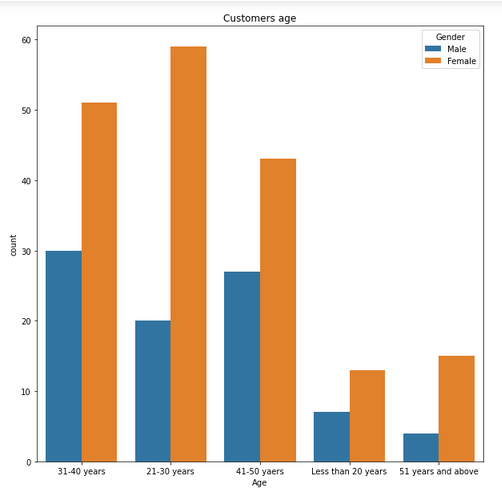 Customers age
Gender
Male
Female
60
50
40
30
20
10
0
count
31-40 years 21-30 years 41-50 yaers Less than 20 years 51 years and above
Age